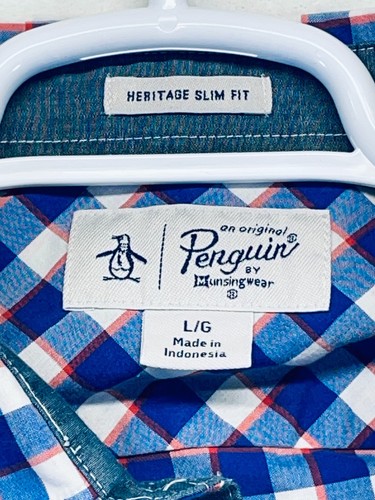 HERITAGE SLIM FIT
an original
Penguin®
BY
Munsingwear
®
L/G
Made in
Indonesia